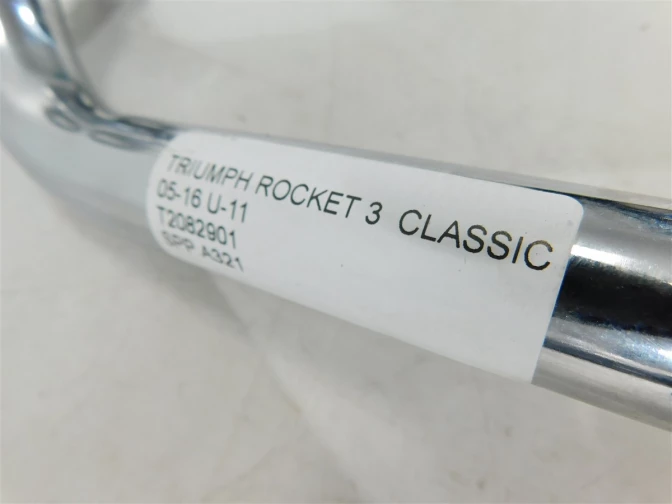 TRIUMPH ROCKET 3 CLASSIC
05-16 U-11
T2082901
SPP A321